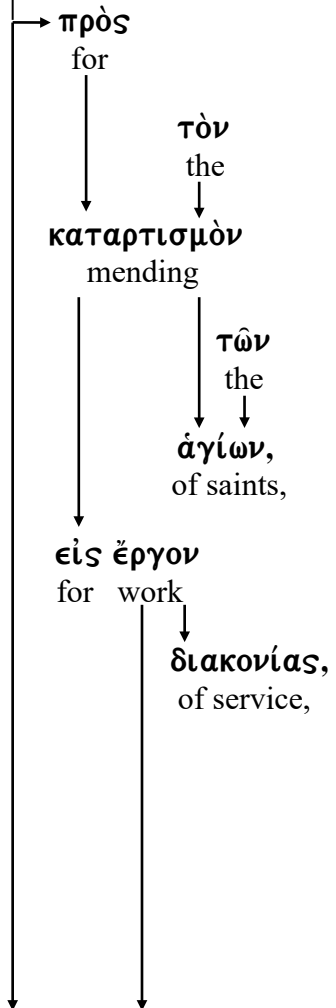 πρὸς
for
τὸν
the
καταρτισμὸν
mending
τῶν
the
ἁγίων,
of saints,
εἰς ἔργον
for work
διακονίας,
of service,